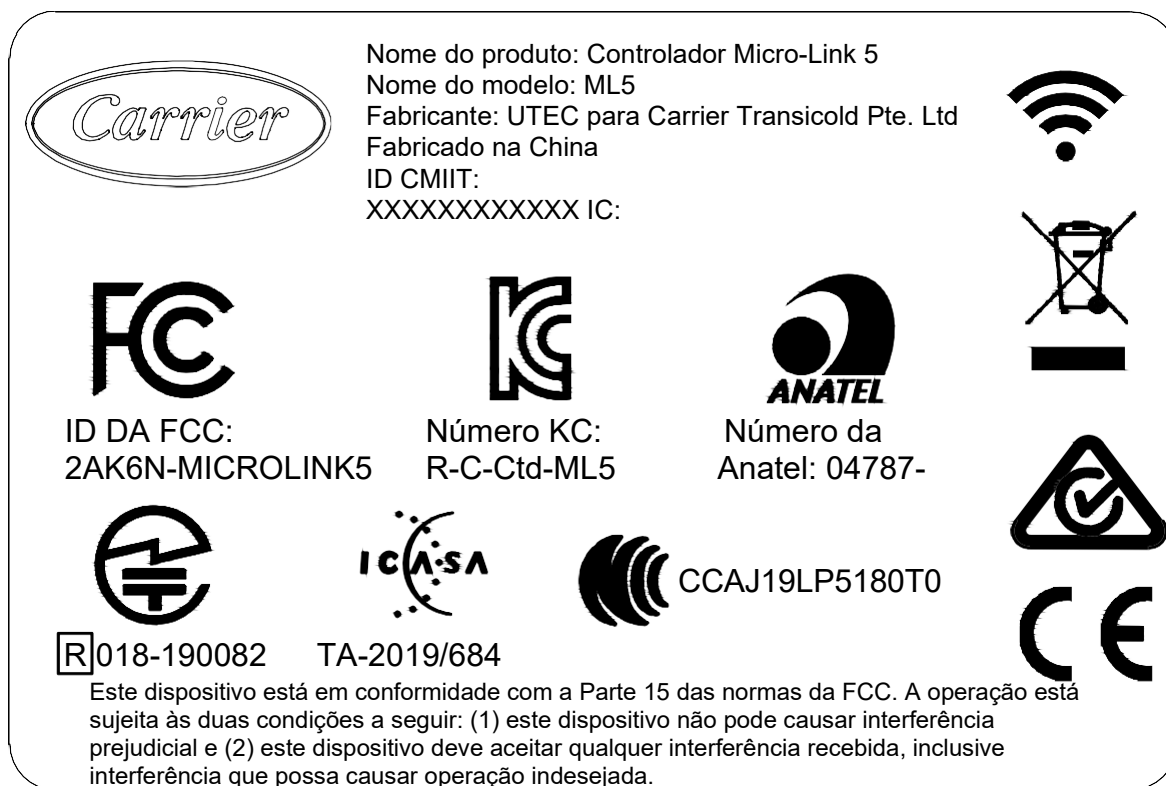 Carrier
Nome do produto: Controlador Micro-Link 5
Nome do modelo: ML5
Fabricante: UTEC para Carrier Transicold Pte. Ltd
Fabricado na China
ID CMIIT:
XXXXXXXXXXXX IC:
FC
ANATEL
ID DA FCC:
2AK6N-MICROLINK5
Número KC:
R-C-Ctd-ML5
Número da
Anatel: 04787-
ICASA
CCAJ19LP5180T0
R 018-190082
TA-2019/684
CE
Este dispositivo está em conformidade com a Parte 15 das normas da FCC. A operação está
sujeita às duas condições a seguir: (1) este dispositivo não pode causar interferência
prejudicial e (2) este dispositivo deve aceitar qualquer interferência recebida, inclusive
interferência que possa causar operação indesejada.